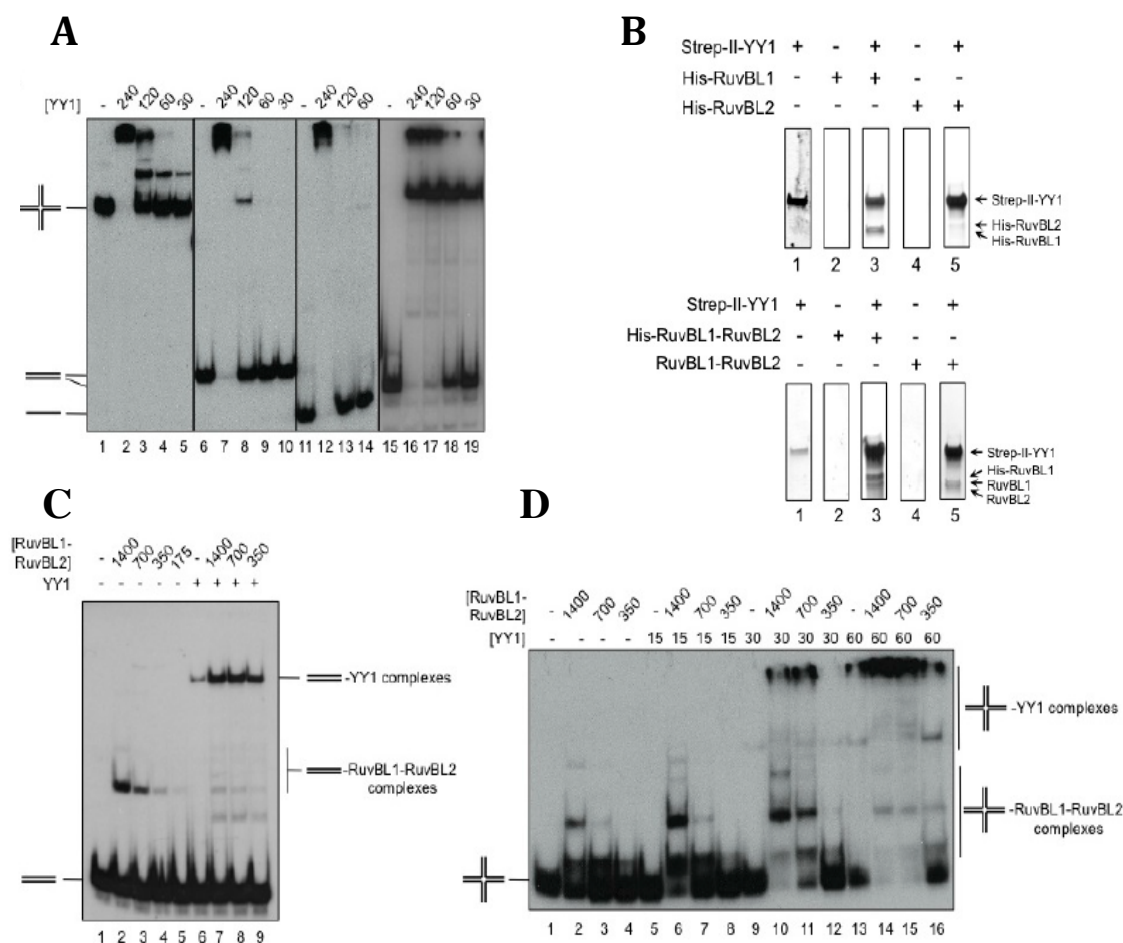 A
[YY1] - 240 120 60 30 - 240 120 60 30 - 240 120 60 - 240 120 60 30
1 2 3 4 5 6 7 8 9 10 11 12 13 14 15 16 17 18 19
B
Strep-II-YY1 + - + - +
His-RuvBL1 - + + - -
His-RuvBL2 - - - + +
Strep-II-YY1
His-RuvBL2
His-RuvBL1
1 2 3 4 5
Strep-II-YY1 + - + - +
His-RuvBL1-RuvBL2 - + + - -
RuvBL1-RuvBL2 - - - + +
Strep-II-YY1
His-RuvBL1
RuvBL1
RuvBL2
1 2 3 4 5
C
[RuvBL1-
RuvBL2] - 1400 700 350 175 - 1400 700 350
YY1 - - - - - + + + +
-YY1 complexes
-RuvBL1-RuvBL2
complexes
1 2 3 4 5 6 7 8 9
D
[RuvBL1-
RuvBL2] - 1400 700 350 - 1400 700 350 - 1400 700 350 - 1400 700 350
[YY1] - - - - 15 15 15 15 30 30 30 30 60 60 60 60
-YY1 complexes
-RuvBL1-RuvBL2
complexes
1 2 3 4 5 6 7 8 9 10 11 12 13 14 15 16